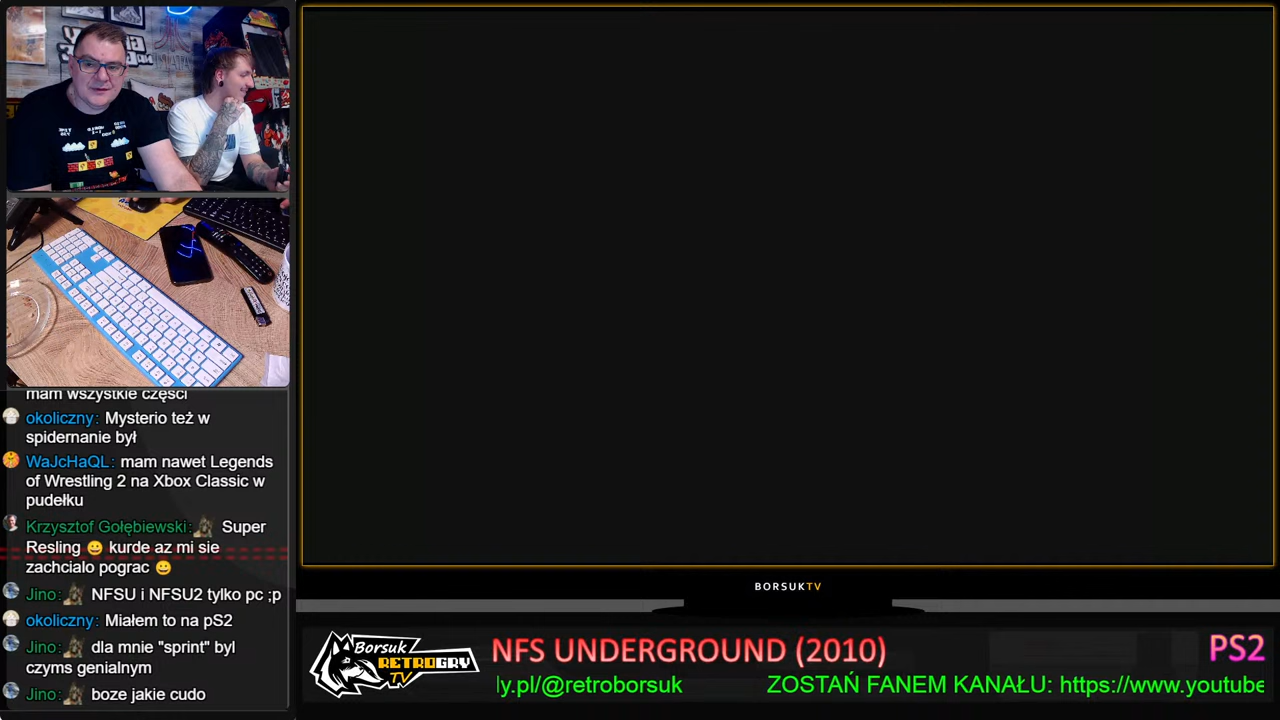 mam wszystkie części
okoliczny: Mysterio też w
spidernanie był
WaJcHaQL: mam nawet Legends
of Wrestling 2 na Xbox Classic w
pudełku
Krzysztof Gołębiewski: Super
Resling 😀 kurde az mi sie
zachcialo pograc 😀
Jino: NFSU i NFSU2 tylko pc ;p
okoliczny: Miałem to na pS2
Jino: dla mnie "sprint" byl
czyms genialnym
Jino: boze jakie cudo
BORSUKTV
Borsuk
RETROGRY
TV
NFS UNDERGROUND (2010)
PS2
ly.pl/@retroborsuk ZOSTAŃ FANEM KANAŁU: https://www.youtube